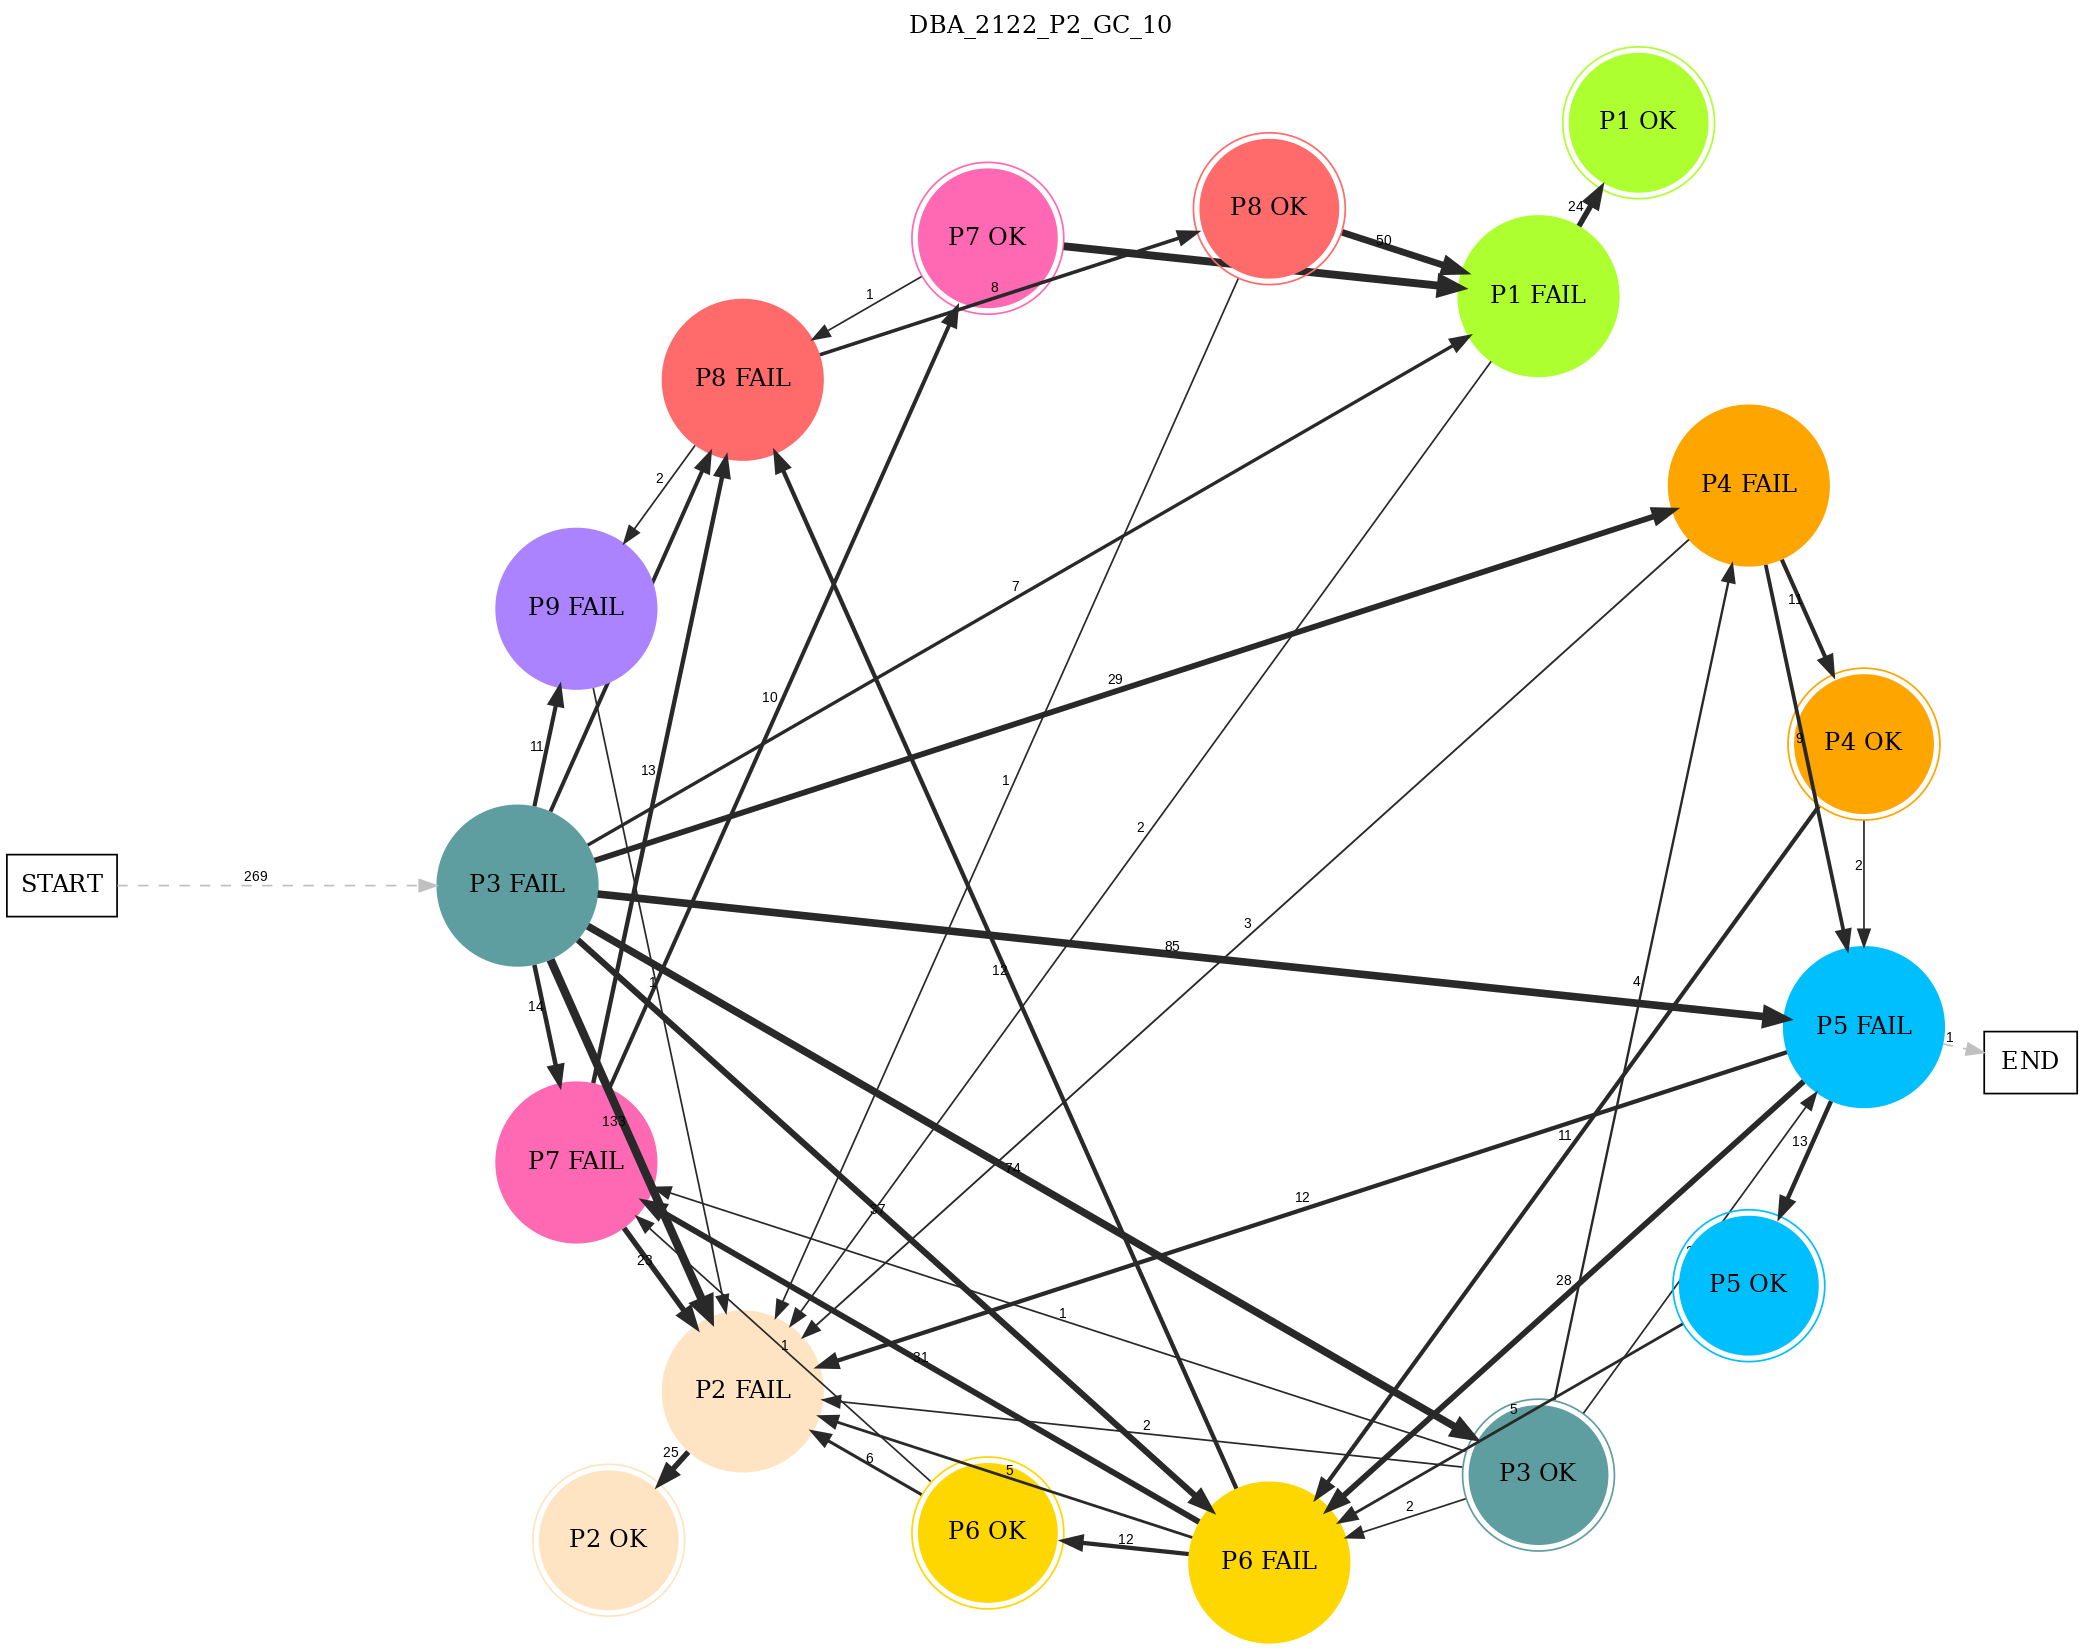 DBA_2122_P2_GC_10
P1 OK
P8 OK
24
P7 OK
50
P1 FAIL
1
8
P8 FAIL
2
P4 FAIL
7
11
P9 FAIL
29
10
9
P4 OK
11
13
1
2
2
START
269
P3 FAIL
3
85
12
4
14
1
P5 FAIL
1
END
133
11
13
P7 FAIL
74
12
37
23
28
P5 OK
1
1
31
P2 FAIL
5
2
25
6
5
P3 OK
2
P2 OK
P6 OK
12
P6 FAIL